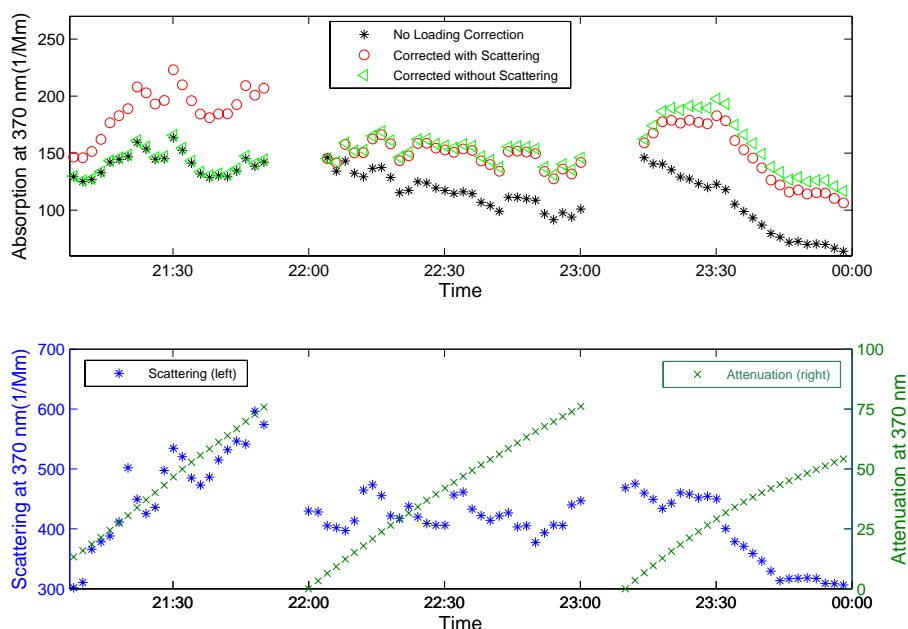 Absorption at 370 nm(1/Mm)
250
200
150
100
No Loading Correction
Corrected with Scattering
Corrected without Scattering
21:30
22:00
22:30
23:00
23:30
00:00
Time
Scattering at 370 nm(1/Mm)
700
600
500
400
300
Scattering (left)
Attenuation (right)
100
75
50
25
0
Attenuation at 370 nm
21:30
22:00
22:30
23:00
23:30
00:00
Time